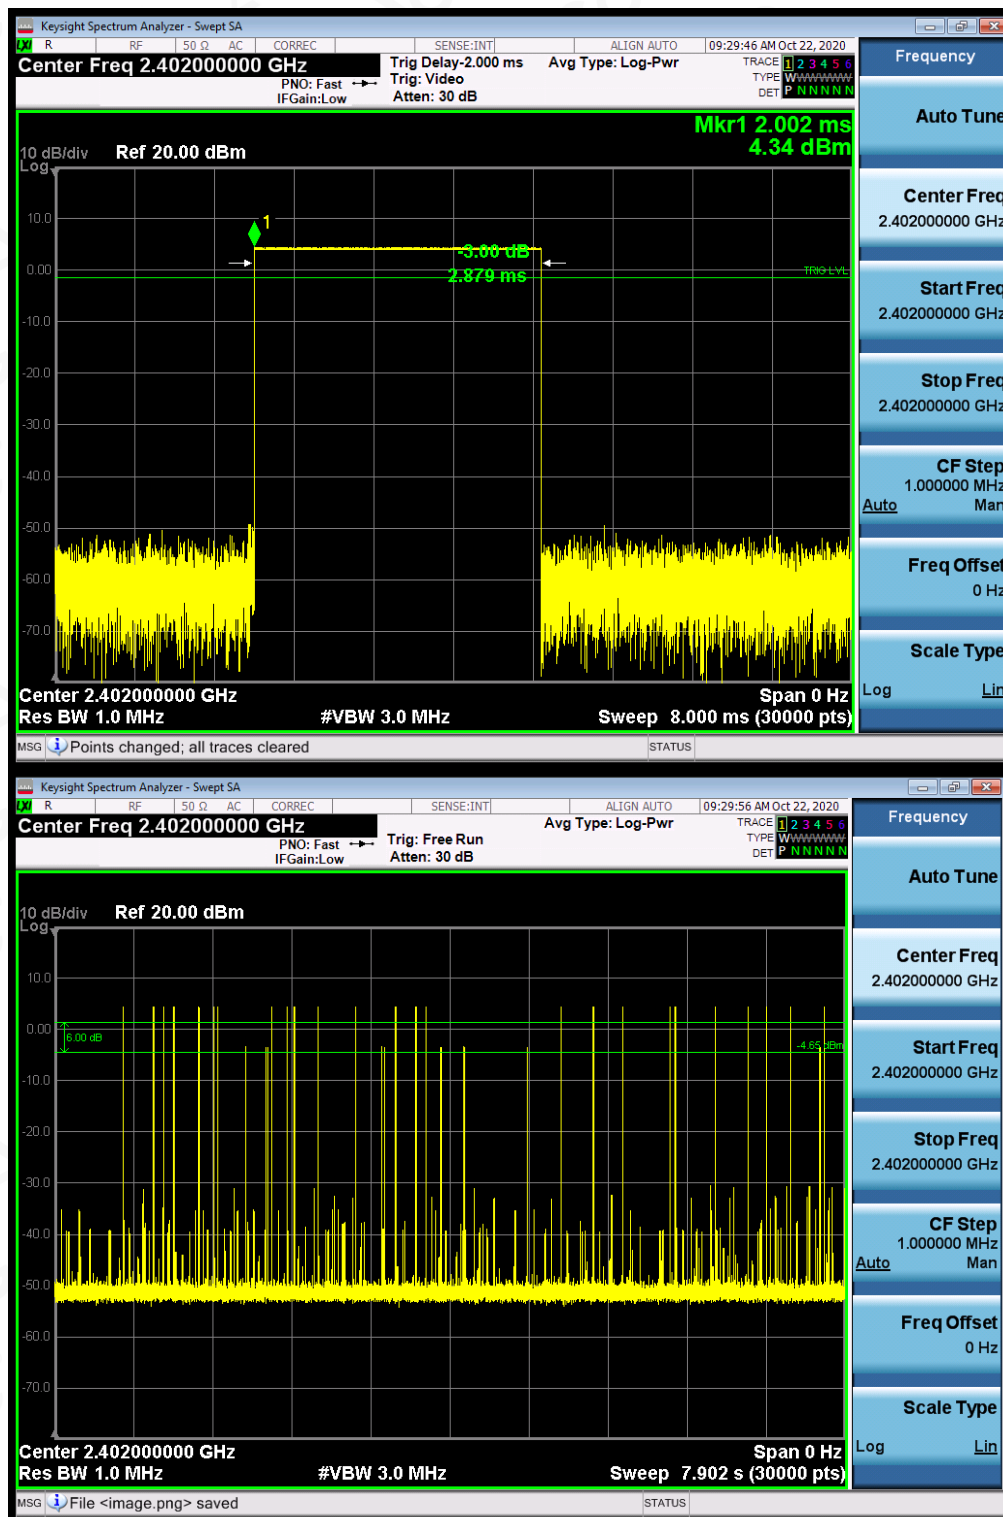 Keysight Spectrum Analyzer - Swept SA
LXI R RF 50 Ω AC CORREC SENSE:INT ALIGN AUTO 09:29:46 AM Oct 22, 2020
Center Freq 2.402000000 GHz
PNO: Fast
IFGain:Low
Trig Delay-2.000 ms
Trig: Video
Atten: 30 dB
Avg Type: Log-Pwr
TRACE 1 2 3 4 5 6
TYPE W W W W W W
DET P N N N N N
Mkr1 2.002 ms
4.34 dBm
10 dB/div Ref 20.00 dBm
Log
10.0
0.00
-10.0
-20.0
-30.0
-40.0
-50.0
-60.0
-70.0
1
-3.00 dB
2.879 ms
TRIG LVL
Center 2.402000000 GHz Span 0 Hz
Res BW 1.0 MHz #VBW 3.0 MHz Sweep 8.000 ms (30000 pts)
MSG Points changed; all traces cleared STATUS
Frequency
Auto Tune
Center Freq
2.402000000 GHz
Start Freq
2.402000000 GHz
Stop Freq
2.402000000 GHz
CF Step
1.000000 MHz
Auto Man
Freq Offset
0 Hz
Scale Type
Log Lin
Keysight Spectrum Analyzer - Swept SA
LXI R RF 50 Ω AC CORREC SENSE:INT ALIGN AUTO 09:29:56 AM Oct 22, 2020
Center Freq 2.402000000 GHz
PNO: Fast
IFGain:Low
Trig: Free Run
Atten: 30 dB
Avg Type: Log-Pwr
TRACE 1 2 3 4 5 6
TYPE W W W W W W
DET P N N N N N
10 dB/div Ref 20.00 dBm
Log
10.0
0.00
-10.0
-20.0
-30.0
-40.0
-50.0
-60.0
-70.0
6.00 dB
-4.65 dBm
Center 2.402000000 GHz Span 0 Hz
Res BW 1.0 MHz #VBW 3.0 MHz Sweep 7.902 s (30000 pts)
MSG File <image.png> saved STATUS
Frequency
Auto Tune
Center Freq
2.402000000 GHz
Start Freq
2.402000000 GHz
Stop Freq
2.402000000 GHz
CF Step
1.000000 MHz
Auto Man
Freq Offset
0 Hz
Scale Type
Log Lin